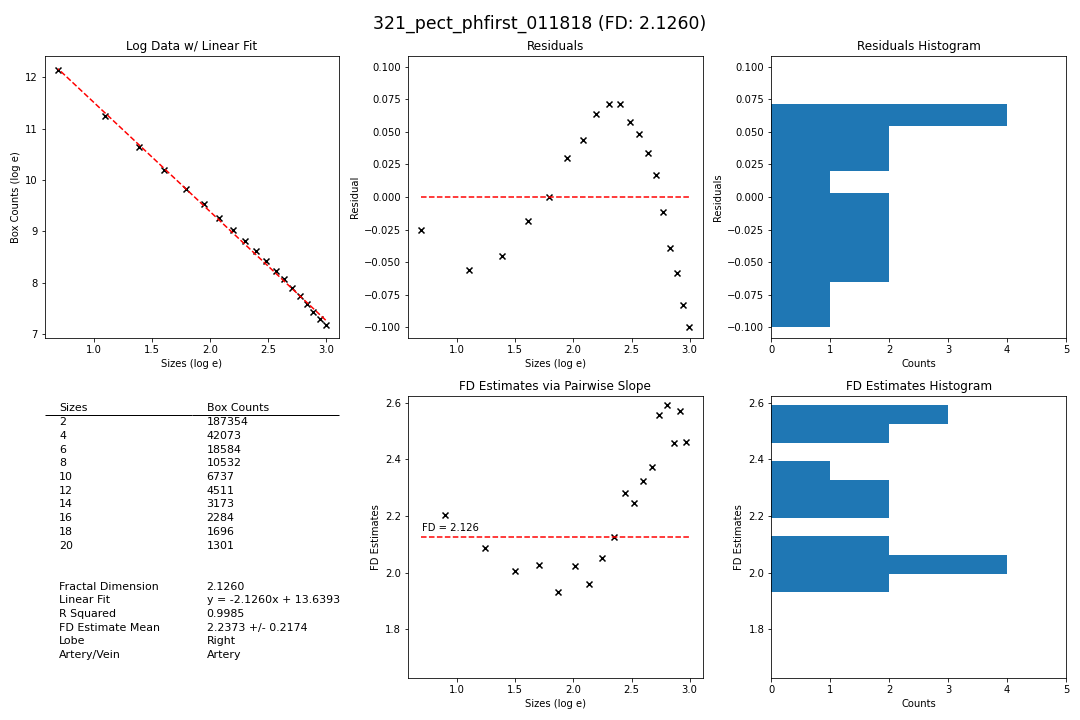 321_pect_phfirst_011818 (FD: 2.1260)
Log Data w/ Linear Fit
Box Counts (log e)
12
11
10
9
8
7
1.0 1.5 2.0 2.5 3.0
Sizes (log e)
Residuals
Residual
0.100
0.075
0.050
0.025
0.000
−0.025
−0.050
−0.075
−0.100
1.0 1.5 2.0 2.5 3.0
Sizes (log e)
Residuals Histogram
Residuals
0.100
0.075
0.050
0.025
0.000
−0.025
−0.050
−0.075
−0.100
0 1 2 3 4 5
Counts
Sizes Box Counts
2 187354
4 42073
6 18584
8 10532
10 6737
12 4511
14 3173
16 2284
18 1696
20 1301
Fractal Dimension 2.1260
Linear Fit y = -2.1260x + 13.6393
R Squared 0.9985
FD Estimate Mean 2.2373 +/- 0.2174
Lobe Right
Artery/Vein Artery
FD Estimates via Pairwise Slope
FD Estimates
2.6
2.4
2.2
2.0
1.8
FD = 2.126
1.0 1.5 2.0 2.5 3.0
Sizes (log e)
FD Estimates Histogram
FD Estimates
2.6
2.4
2.2
2.0
1.8
0 1 2 3 4 5
Counts